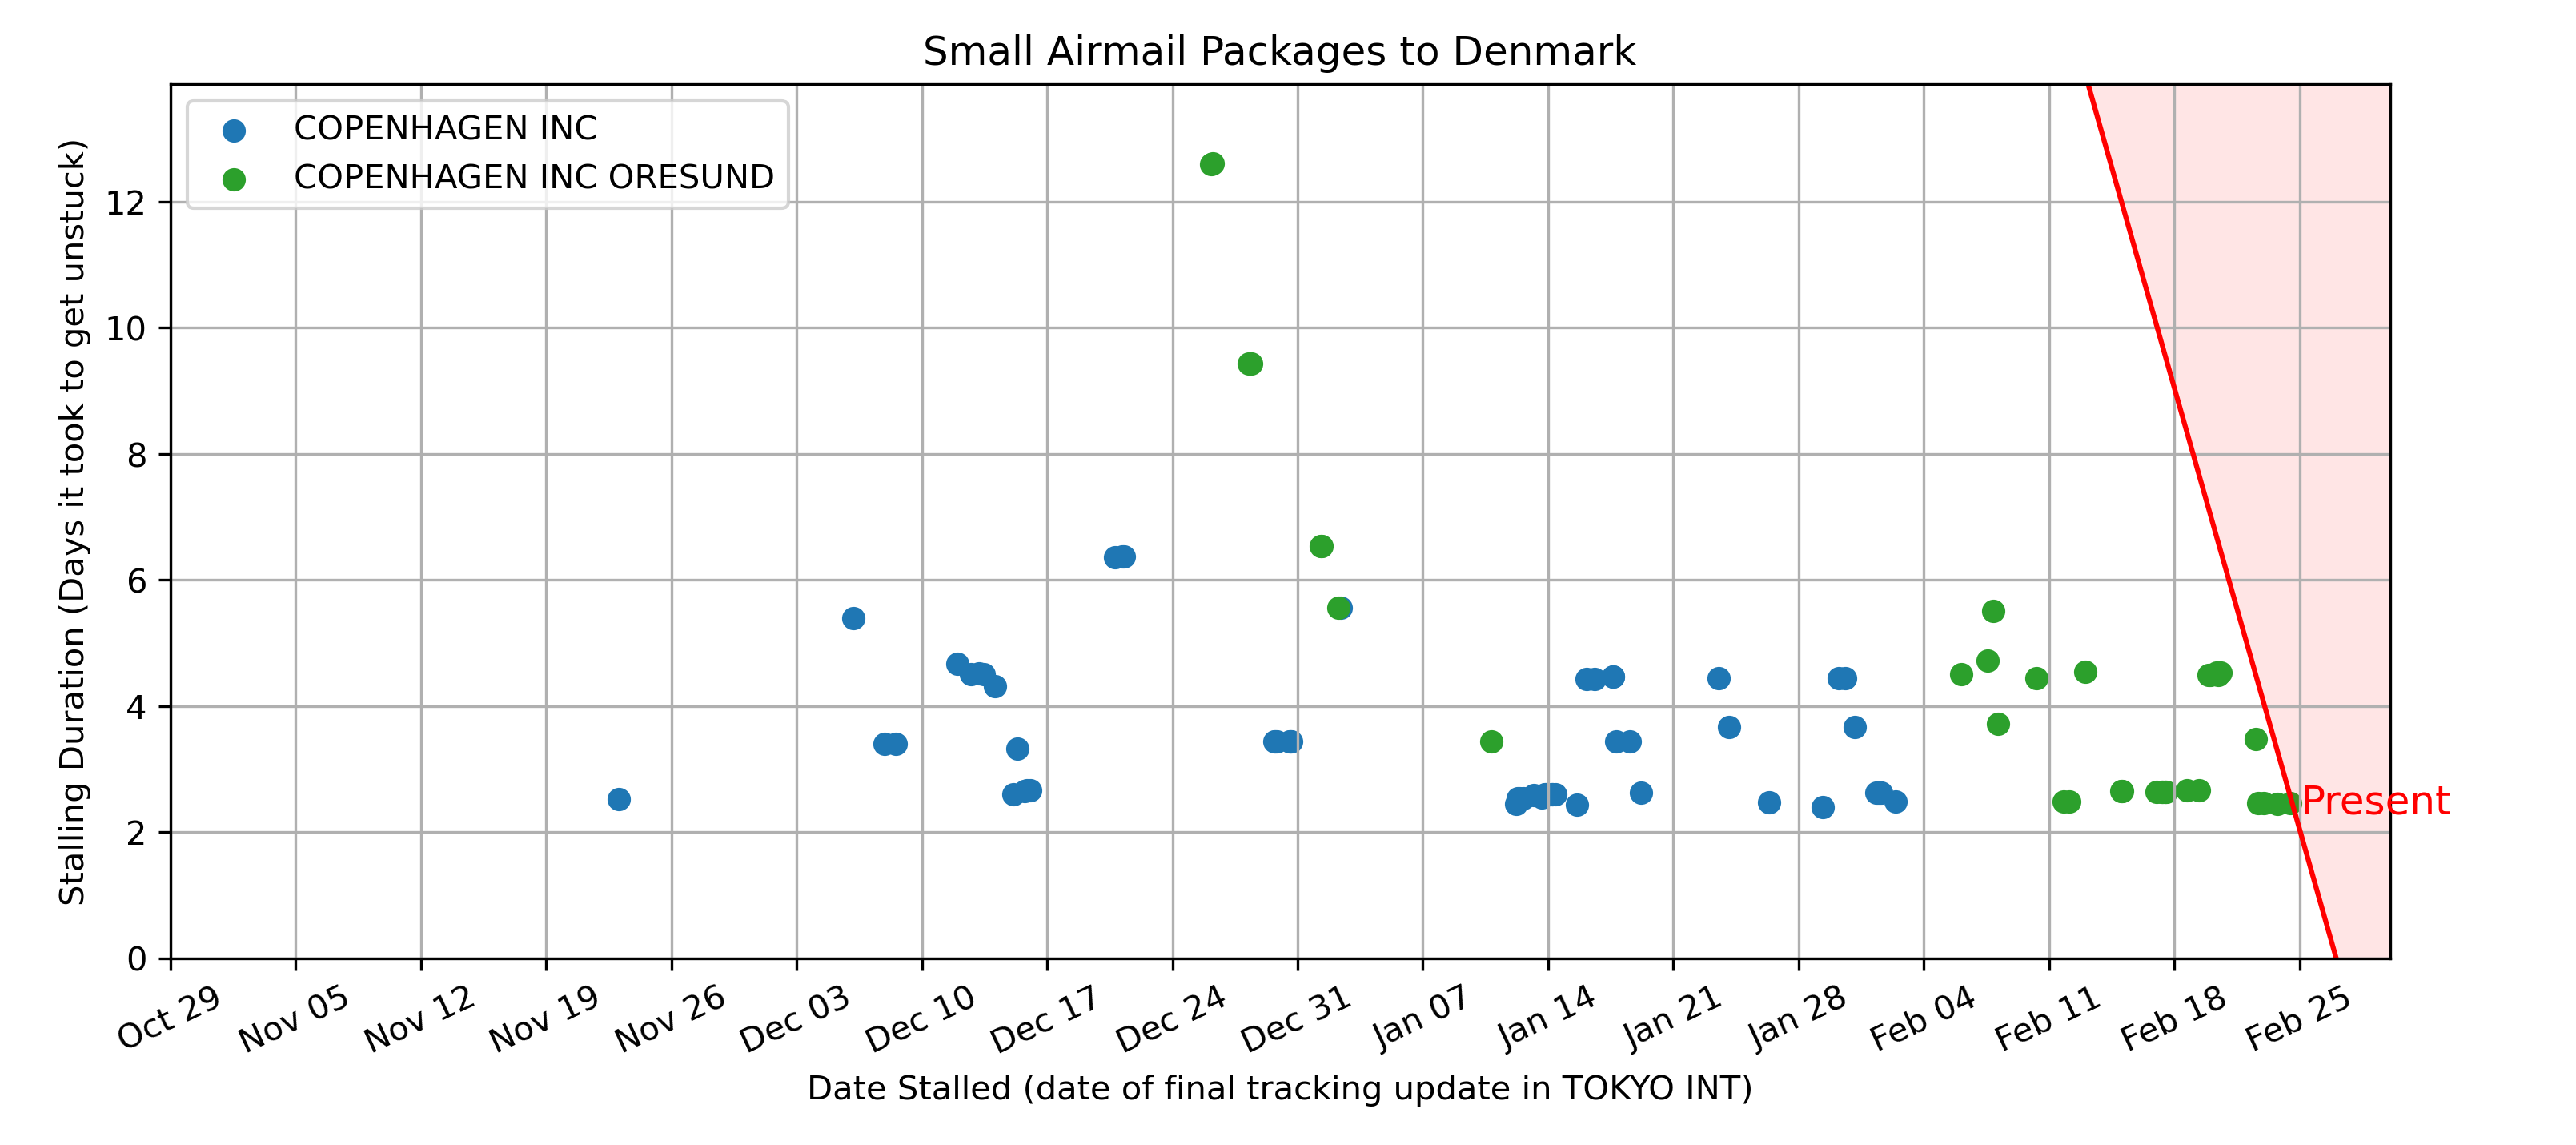 Small Airmail Packages to Denmark
COPENHAGEN INC
COPENHAGEN INC ORESUND
Stalling Duration (Days it took to get unstuck)
12
10
8
6
4
2
0
Present
Oct 29
Nov 05
Nov 12
Nov 19
Nov 26
Dec 03
Dec 10
Dec 17
Dec 24
Dec 31
Jan 07
Jan 14
Jan 21
Jan 28
Feb 04
Feb 11
Feb 18
Feb 25
Date Stalled (date of final tracking update in TOKYO INT)